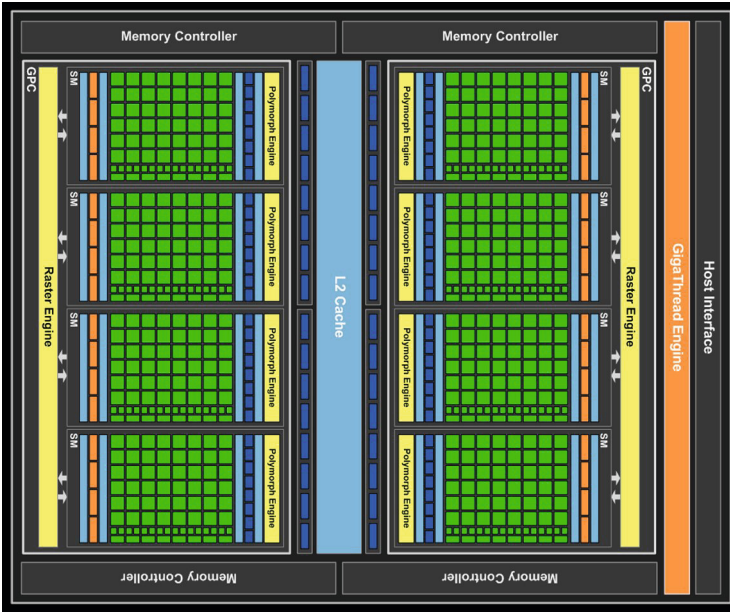 Memory Controller
Memory Controller
GPC
Raster Engine
SM
Polymorph Engine
SM
Polymorph Engine
SM
Polymorph Engine
SM
Polymorph Engine
L2 Cache
Polymorph Engine
SM
Polymorph Engine
SM
Polymorph Engine
SM
Polymorph Engine
SM
GPC
Raster Engine
GigaThread Engine
Host Interface
Memory Controller
Memory Controller